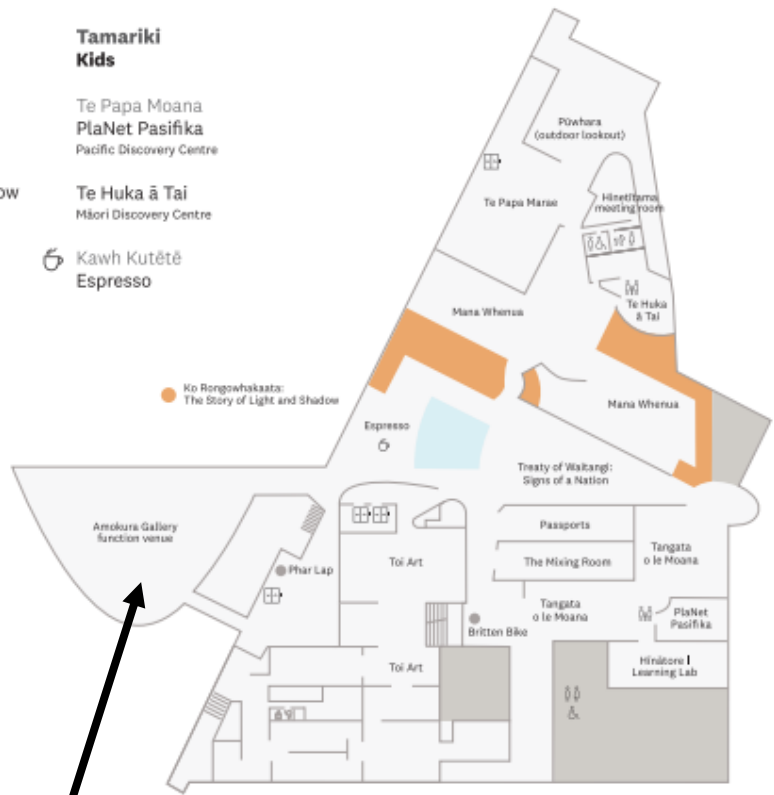 Tamariki
Kids
Te Papa Moana
PlaNet Pasifika
Pacific Discovery Centre
ow
Te Huka ā Tai
Māori Discovery Centre
Kawh Kutētē
Espresso
Ko Rongowhakaata:
The Story of Light and Shadow
Pūwhara
(outdoor lookout)
Te Papa Marae
Hinetītama
meeting room
Te Huka
ā Tai
Mana Whenua
Mana Whenua
Espresso
Treaty of Waitangi:
Signs of a Nation
Amokura Gallery
function venue
Passports
Phar Lap
Toi Art
The Mixing Room
Tangata
o le Moana
Tangata
o le Moana
PlaNet
Pasifika
Britten Bike
Toi Art
Hīnātore
Learning Lab